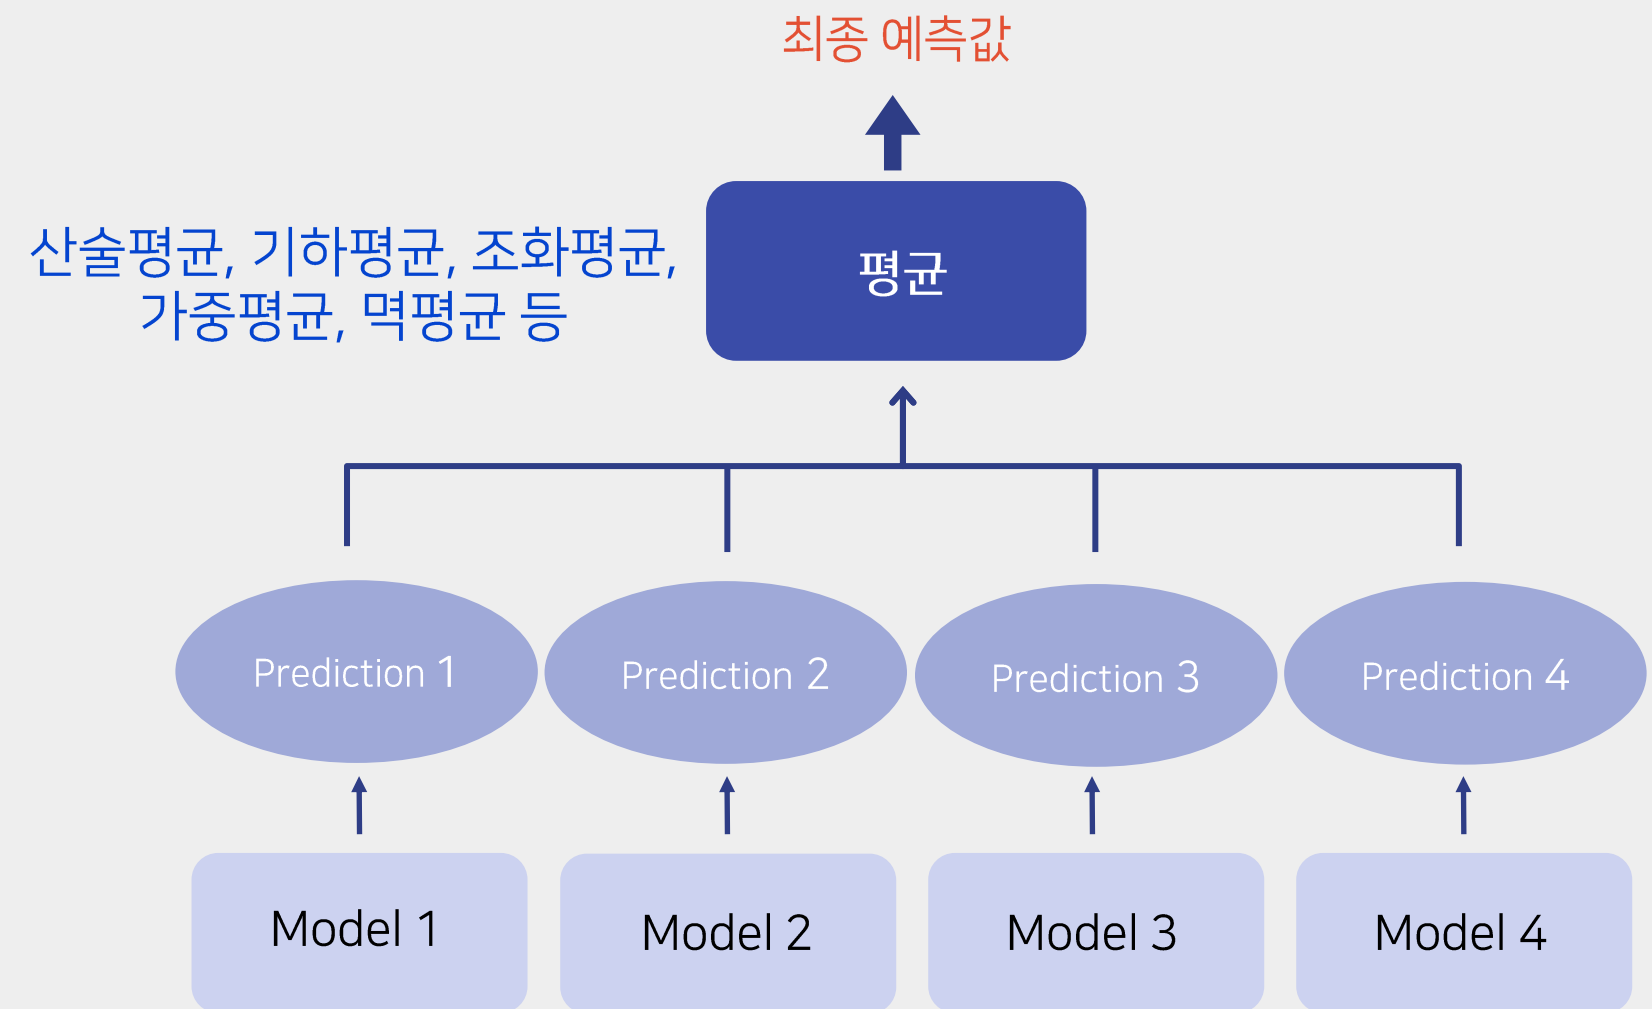 최종 예측값
산술평균, 기하평균, 조화평균,
가중평균, 멱평균 등
평균
Prediction 1
Prediction 2
Prediction 3
Prediction 4
Model 1
Model 2
Model 3
Model 4